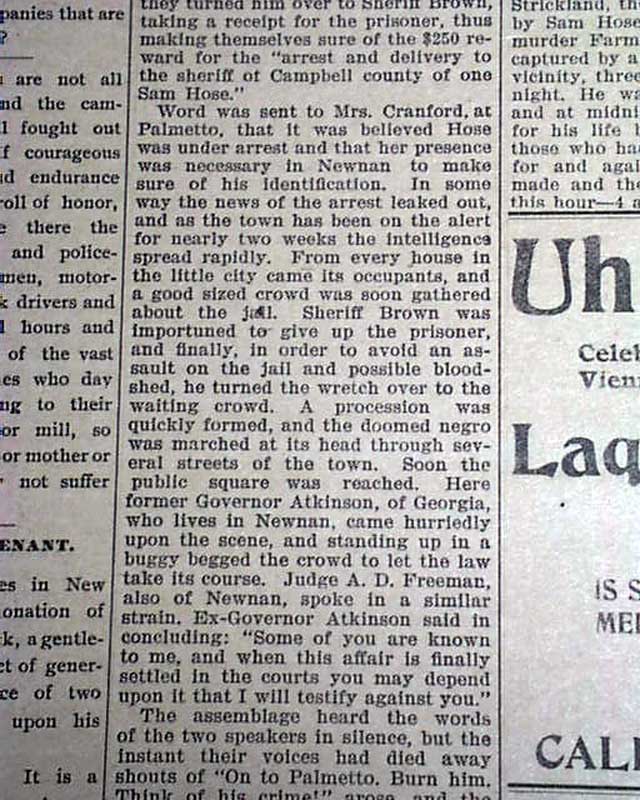 panies that are
?
are not all
nd the cam-
l fought out
f courageous
d endurance
roll of honor,
e there the
and police-
men, motor-
k drivers and
l hours and
of the vast
es who day
ng to their
or mill, so
or mother or
not suffer
ENANT.
es in New
onation of
k, a gentle-
et of gener-
ce of two
upon his
It is a
they turned him over to Sheriff Brown,
taking a receipt for the prisoner, thus
making themselves sure of the $250 re-
ward for the "arrest and delivery to
the sheriff of Campbell county of one
Sam Hose."
Word was sent to Mrs. Cranford, at
Palmetto, that it was believed Hose
was under arrest and that her presence
was necessary in Newnan to make
sure of his identification. In some
way the news of the arrest leaked out,
and as the town has been on the alert
for nearly two weeks the intelligence
spread rapidly. From every house in
the little city came its occupants, and
a good sized crowd was soon gathered
about the jail. Sheriff Brown was
importuned to give up the prisoner,
and finally, in order to avoid an as-
sault on the jail and possible blood-
shed, he turned the wretch over to the
waiting crowd. A procession was
quickly formed, and the doomed negro
was marched at its head through sev-
eral streets of the town. Soon the
public square was reached. Here
former Governor Atkinson, of Georgia,
who lives in Newnan, came hurriedly
upon the scene, and standing up in a
buggy begged the crowd to let the law
take its course. Judge A. D. Freeman,
also of Newnan, spoke in a similar
strain. Ex-Governor Atkinson said in
concluding: "Some of you are known
to me, and when this affair is finally
settled in the courts you may depend
upon it that I will testify against you."
The assemblage heard the words
of the two speakers in silence, but the
instant their voices had died away
shouts of "On to Palmetto. Burn him.
Think of his crime!" arose, and the
Strickland, th
by Sam Hose
murder Farm
captured by a
vicinity, three
night. He wa
and at midni
for his life l
those who ha
for and agai
made and th
this hour—4 a
Uh
Celeb
Vienn
Laq
IS S
MEI
CALI